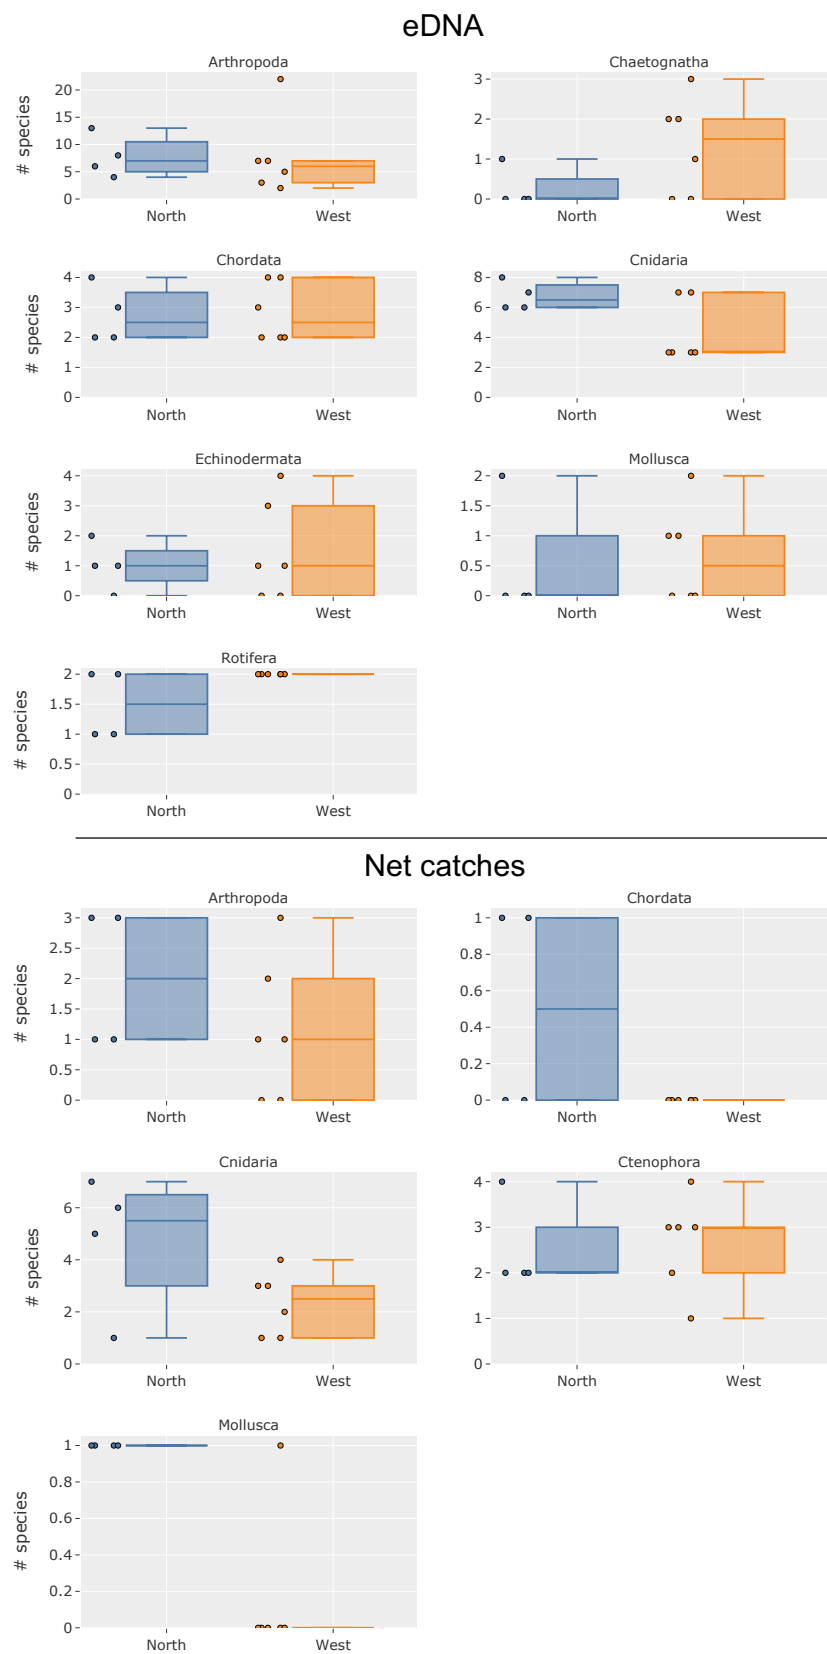 eDNA
Arthropoda
Chaetognatha
# species
20
15
10
5
0
North
West
3
2
1
0
North
West
Chordata
Cnidaria
# species
4
3
2
1
0
North
West
8
6
4
2
0
North
West
Echinodermata
Mollusca
# species
4
3
2
1
0
North
West
2
1.5
1
0.5
0
North
West
Rotifera
# species
2
1.5
1
0.5
0
North
West
Net catches
Arthropoda
Chordata
# species
3
2.5
2
1.5
1
0.5
0
North
West
1
0.8
0.6
0.4
0.2
0
North
West
Cnidaria
Ctenophora
# species
6
4
2
0
North
West
4
3
2
1
0
North
West
Mollusca
# species
1
0.8
0.6
0.4
0.2
0
North
West